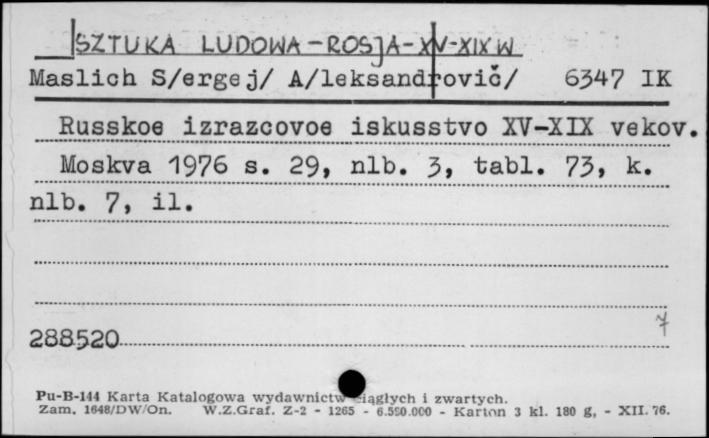 SZTUKA LUDOWA - ROSJA - XV-XIX W
Maslich S/ergej/ A/leksandrovič/ 6347 IK
Russkoe izrazcovoe iskusstvo XV-XIX vekov.
Moskva 1976 s. 29, nlb. 3, tabl. 73, k.
nlb. 7, il.
7
288520
Pu-B-144 Karta Katalogowa wydawnictw ciągłych i zwartych.
Zam. 1648/DW/On. W.Z.Graf. Z-2 - 1265 - 6.500.000 - Karton 3 kl. 180 g, - XII. 76.